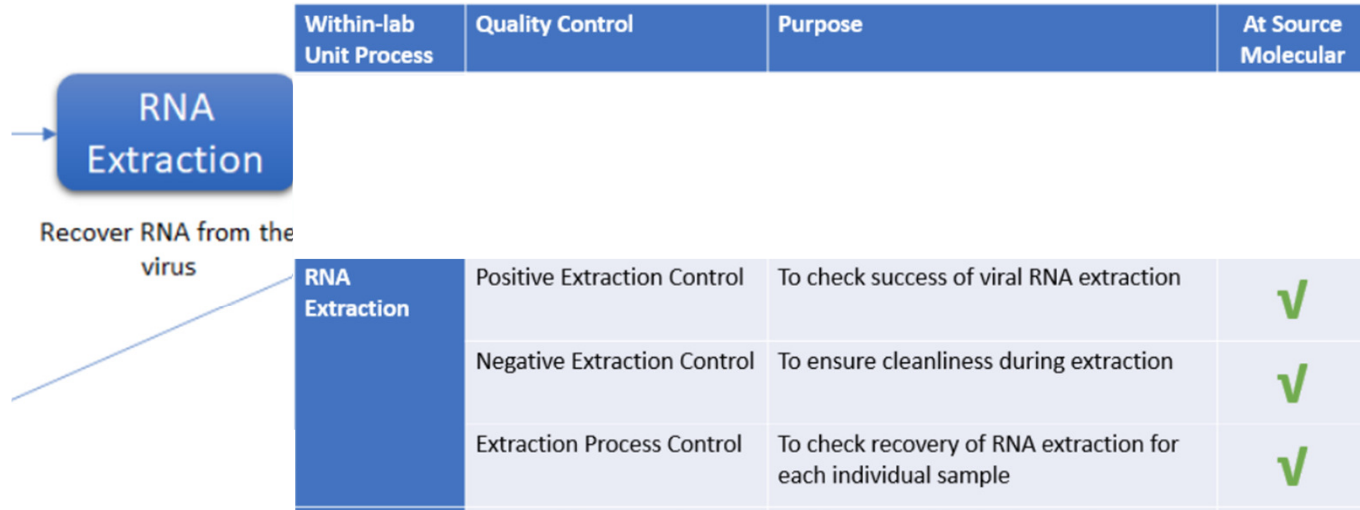 RNA
Extraction
Recover RNA from the
virus
Within-lab
Unit Process
Quality Control
Purpose
At Source
Molecular
RNA
Extraction
Positive Extraction Control
To check success of viral RNA extraction
√
Negative Extraction Control
To ensure cleanliness during extraction
√
Extraction Process Control
To check recovery of RNA extraction for
each individual sample
√